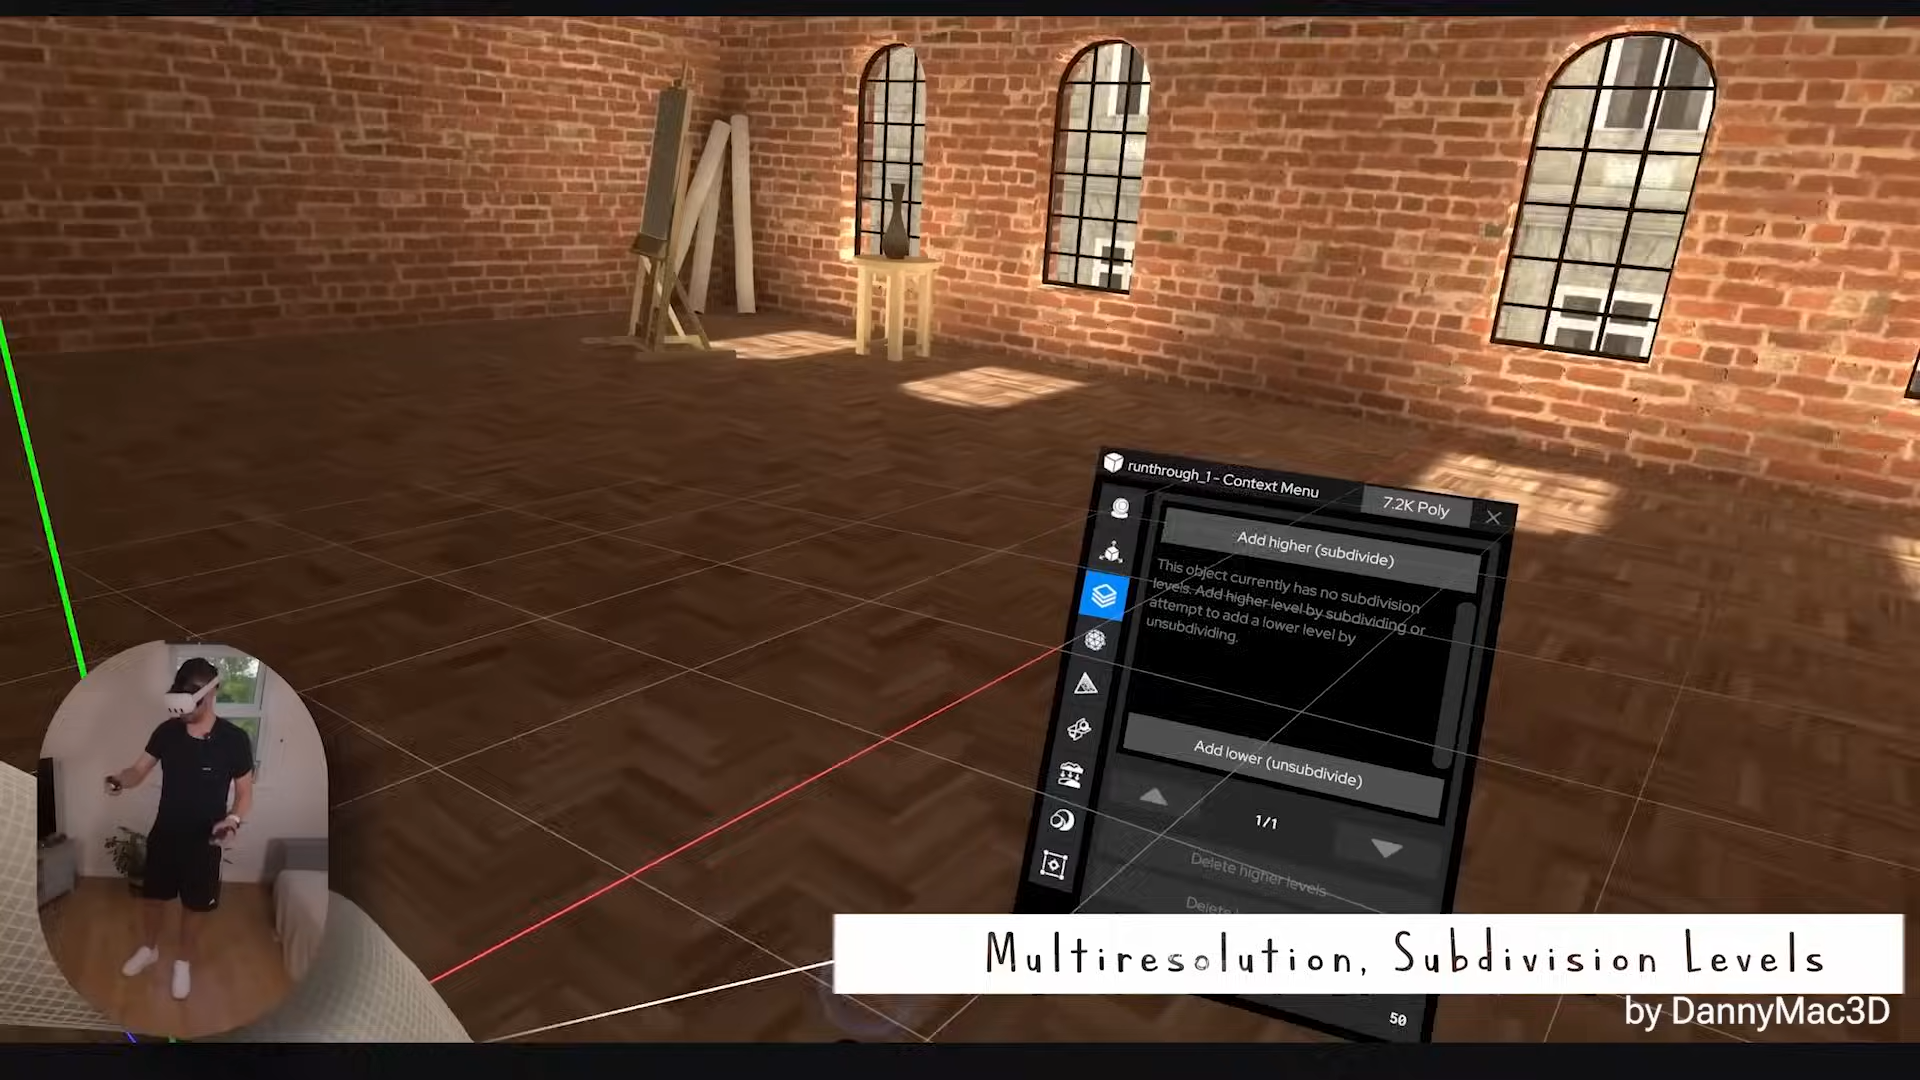 runthrough_1 - Context Menu
7.2K Poly
Add higher (subdivide)
This object currently has no subdivision
levels. Add higher level by subdividing or
attempt to add a lower level by
unsubdividing.
Add lower (unsubdivide)
1/1
Delete higher levels
Delete
Multiresolution, Subdivision Levels
by DannyMac3D
50